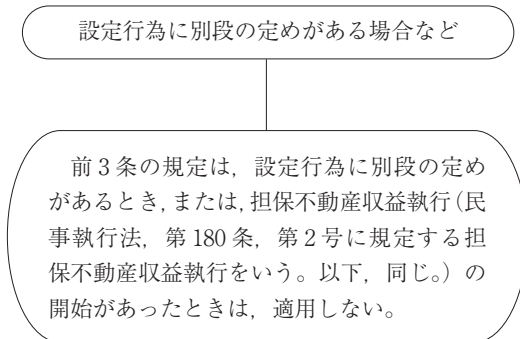 設定行為に別段の定めがある場合など
前3条の規定は，設定行為に別段の定め
があるとき，または，担保不動産収益執行（民
事執行法，第180条，第2号に規定する担
保不動産収益執行をいう。以下，同じ。）の
開始があったときは，適用しない。